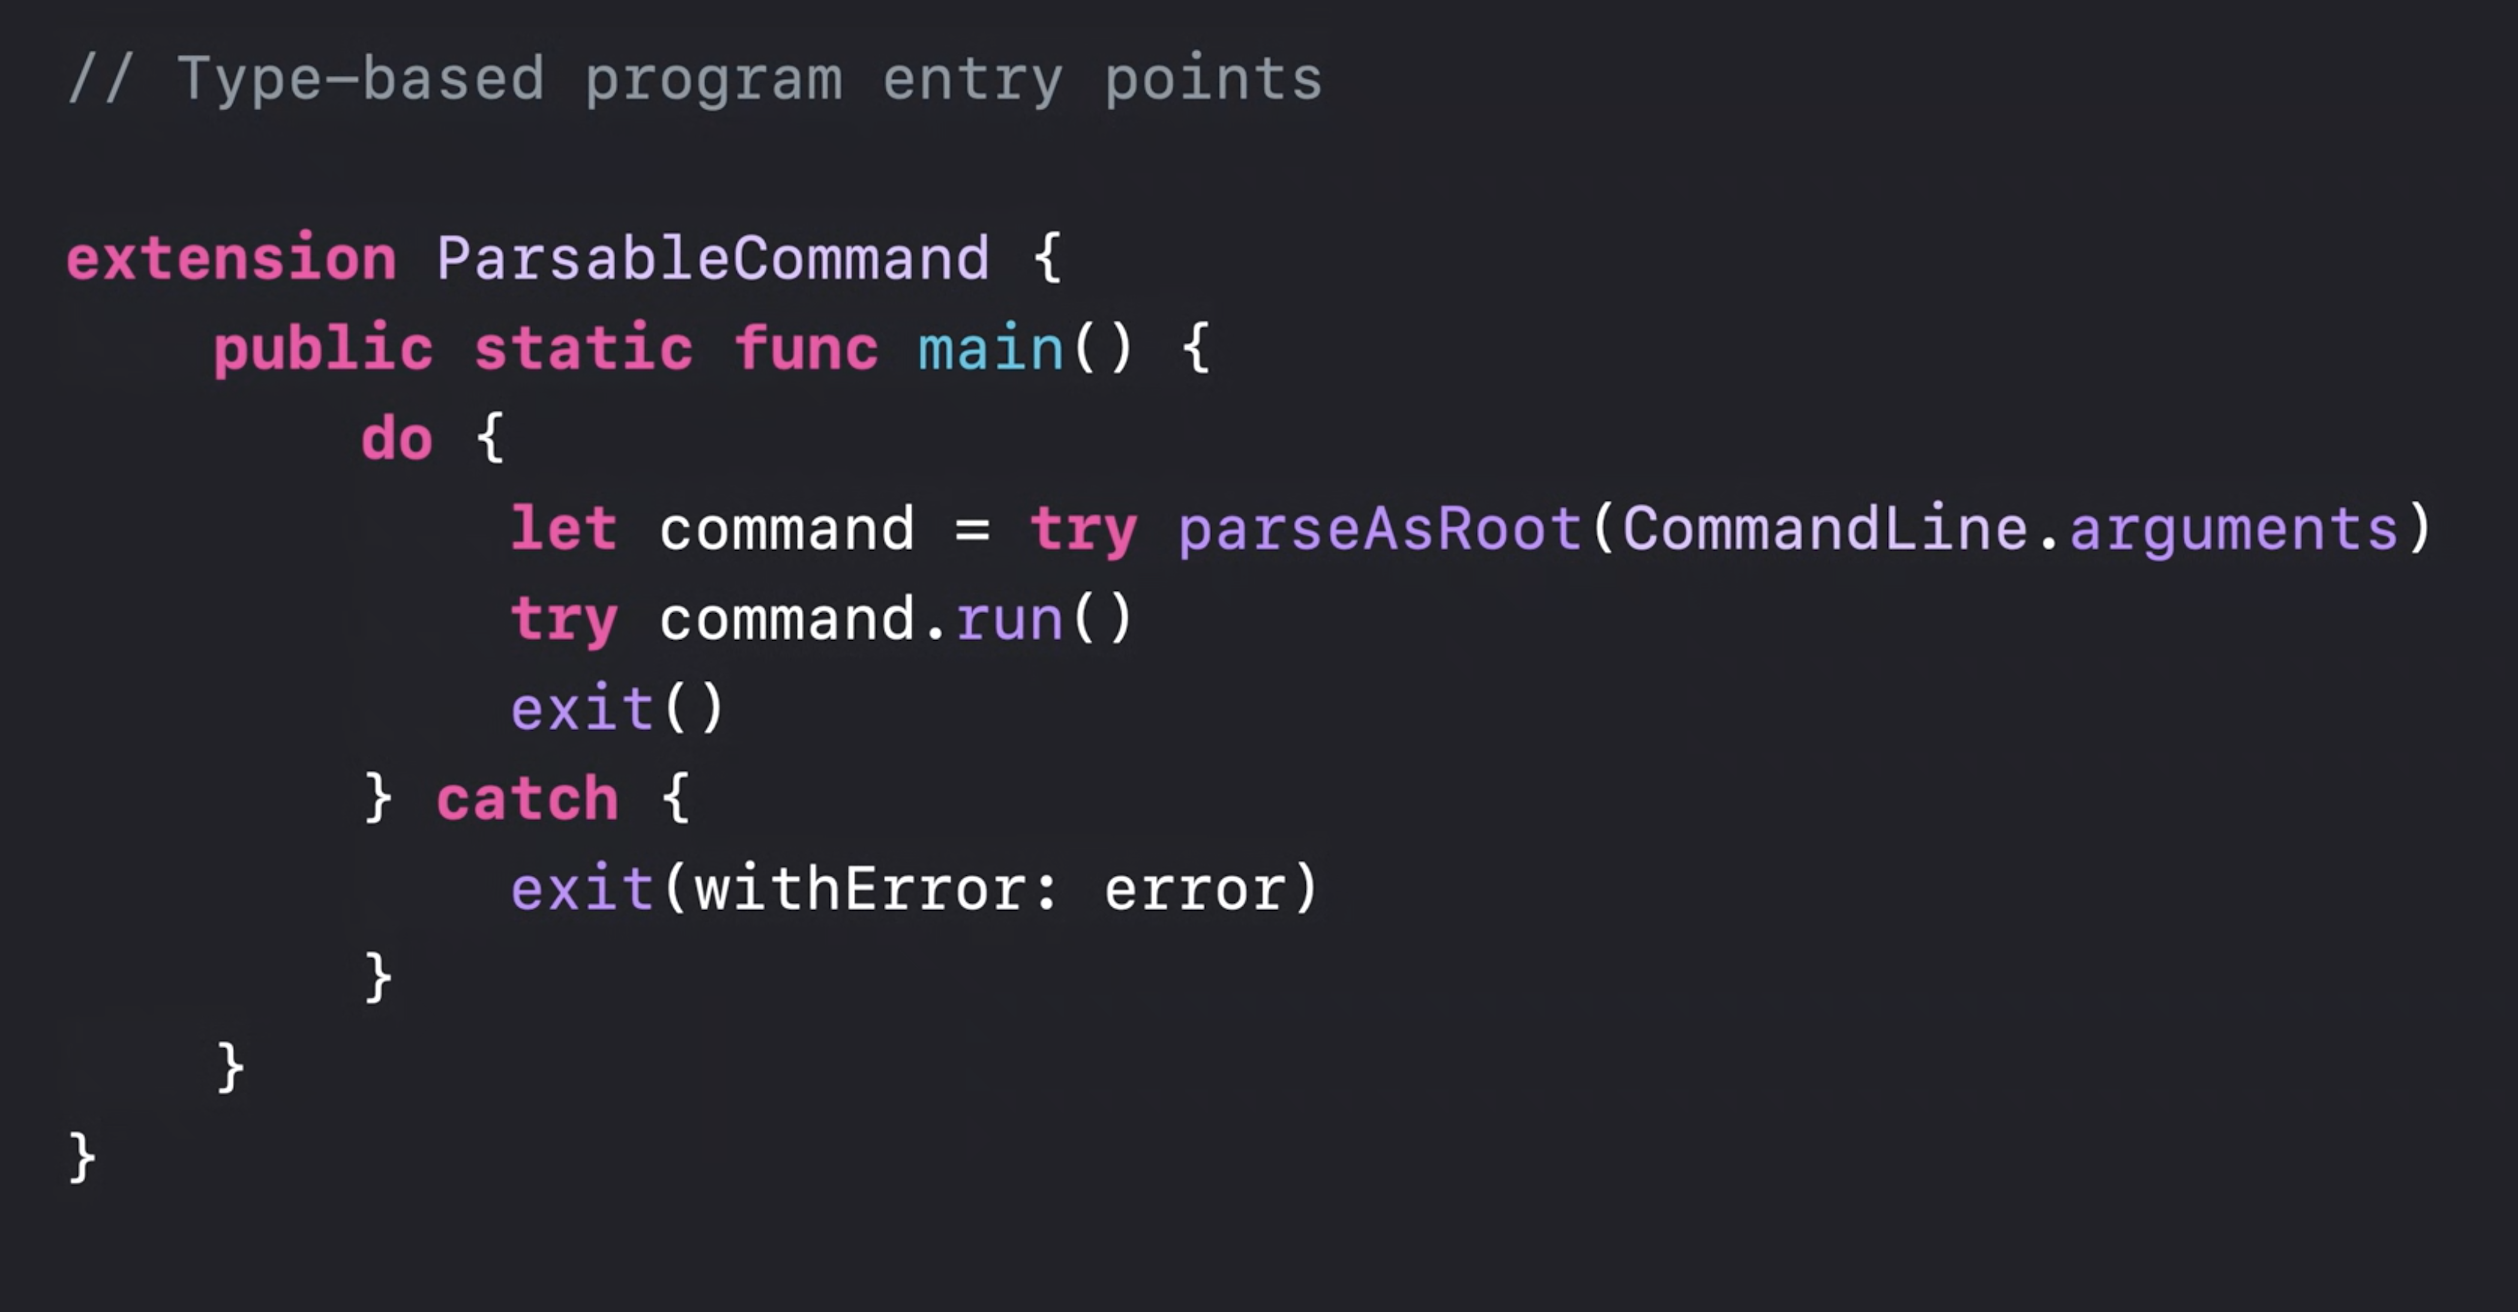 // Type-based program entry points
extension ParsableCommand {
    public static func main() {
        do {
            let command = try parseAsRoot(CommandLine.arguments)
            try command.run()
            exit()
        } catch {
            exit(withError: error)
        }
    }
}